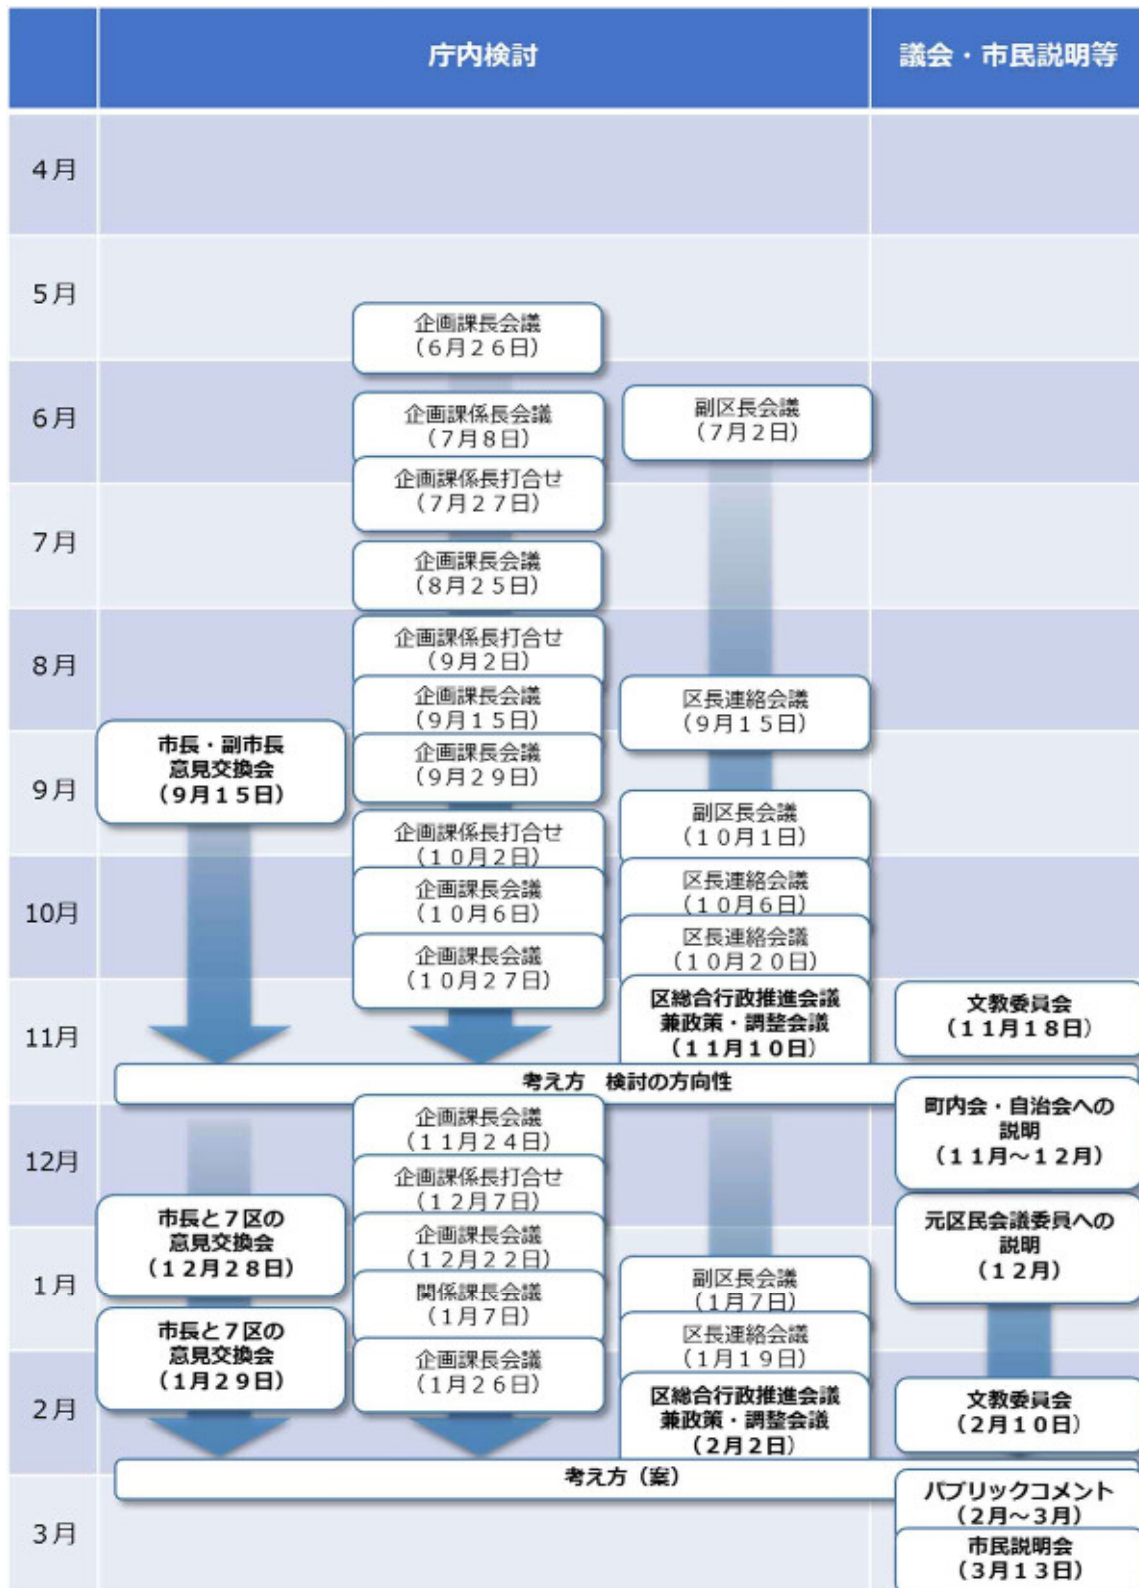 庁内検討
議会・市民説明等
4月
5月
6月
7月
8月
9月
10月
11月
12月
1月
2月
3月
市長・副市長
意見交換会
（9月15日）
企画課長会議
（6月26日）
企画課係長会議
（7月8日）
企画課係長打合せ
（7月27日）
企画課長会議
（8月25日）
企画課係長打合せ
（9月2日）
企画課長会議
（9月15日）
企画課長会議
（9月29日）
企画課係長打合せ
（10月2日）
企画課長会議
（10月6日）
企画課長会議
（10月27日）
副区長会議
（7月2日）
区長連絡会議
（9月15日）
副区長会議
（10月1日）
区長連絡会議
（10月6日）
区長連絡会議
（10月20日）
区総合行政推進会議
兼政策・調整会議
（11月10日）
文教委員会
（11月18日）
考え方　検討の方向性
市長と7区の
意見交換会
（12月28日）
市長と7区の
意見交換会
（1月29日）
企画課長会議
（11月24日）
企画課係長打合せ
（12月7日）
企画課長会議
（12月22日）
関係課長会議
（1月7日）
企画課長会議
（1月26日）
副区長会議
（1月7日）
区長連絡会議
（1月19日）
区総合行政推進会議
兼政策・調整会議
（2月2日）
町内会・自治会への
説明
（11月～12月）
元区民会議委員への
説明
（12月）
文教委員会
（2月10日）
考え方（案）
パブリックコメント
（2月～3月）
市民説明会
（3月13日）